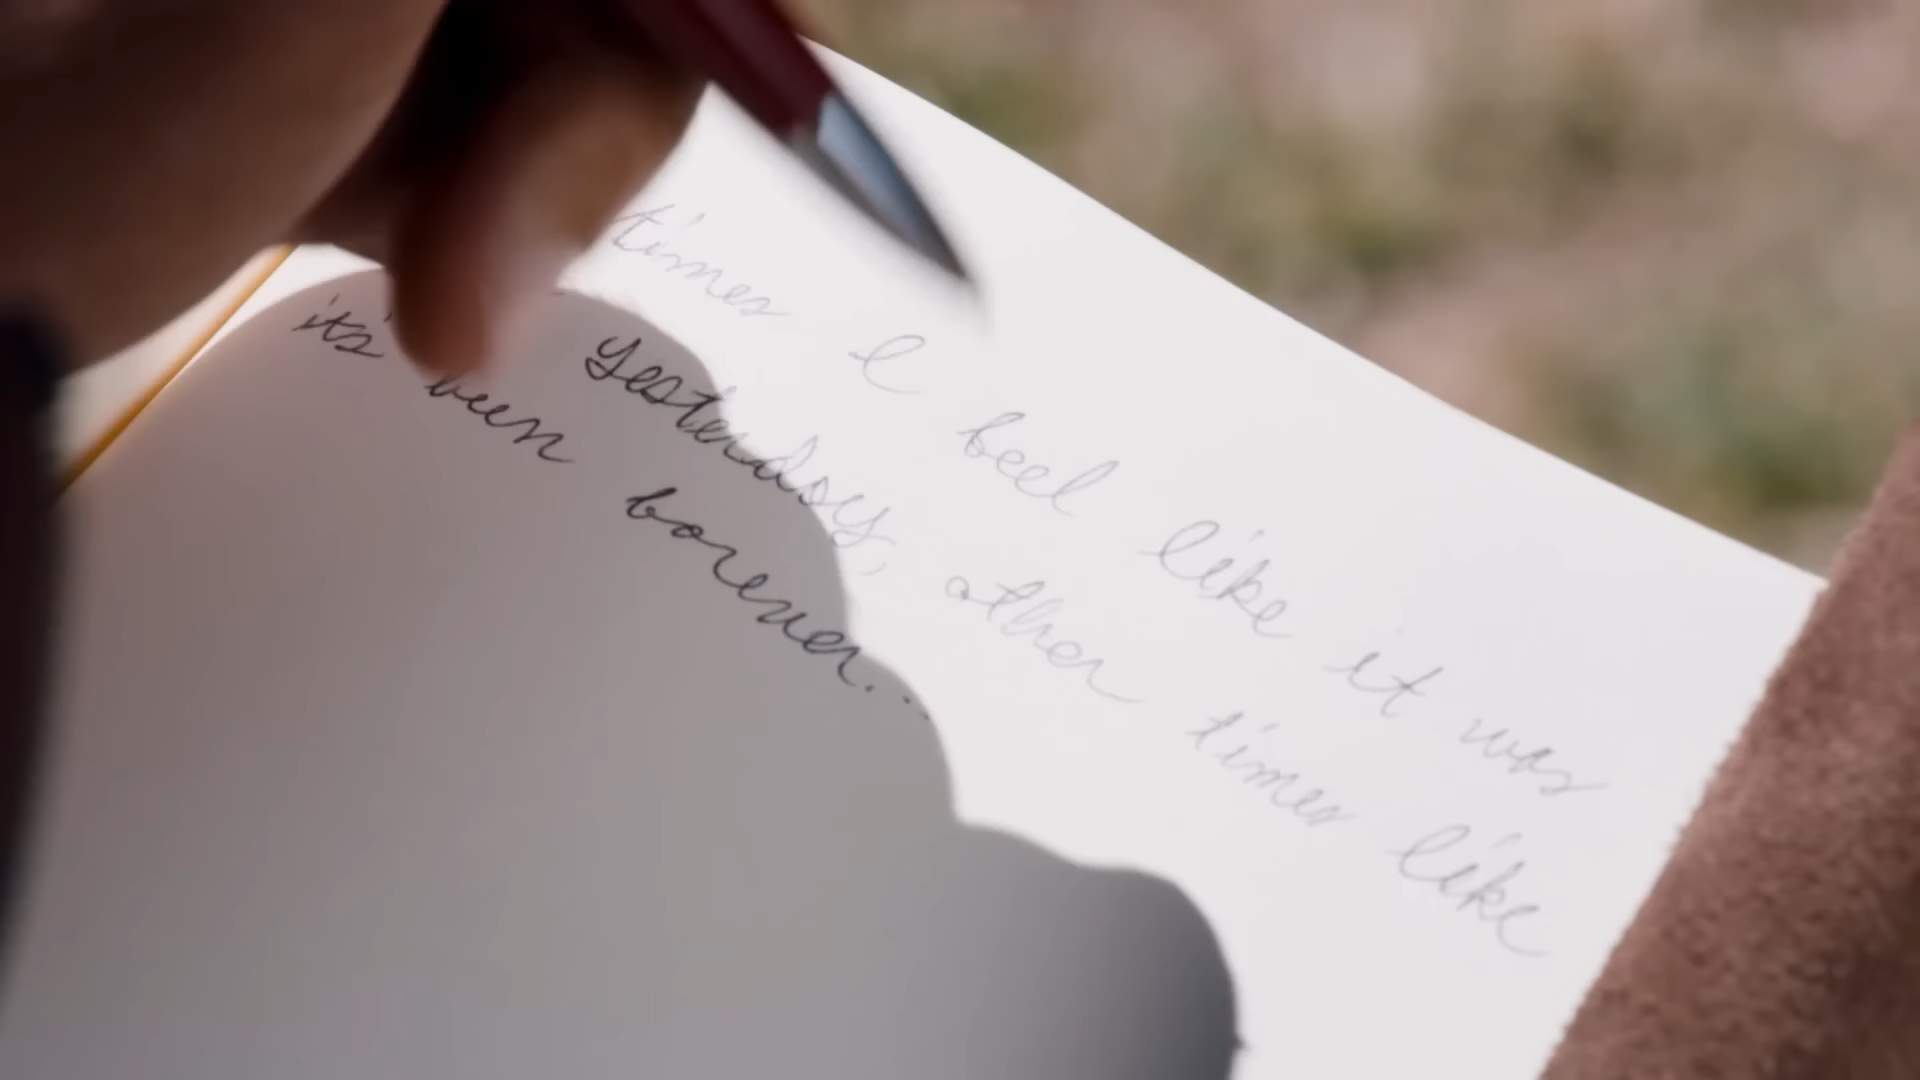 times I feel like it was
yesterday, other times like
it's been forever...